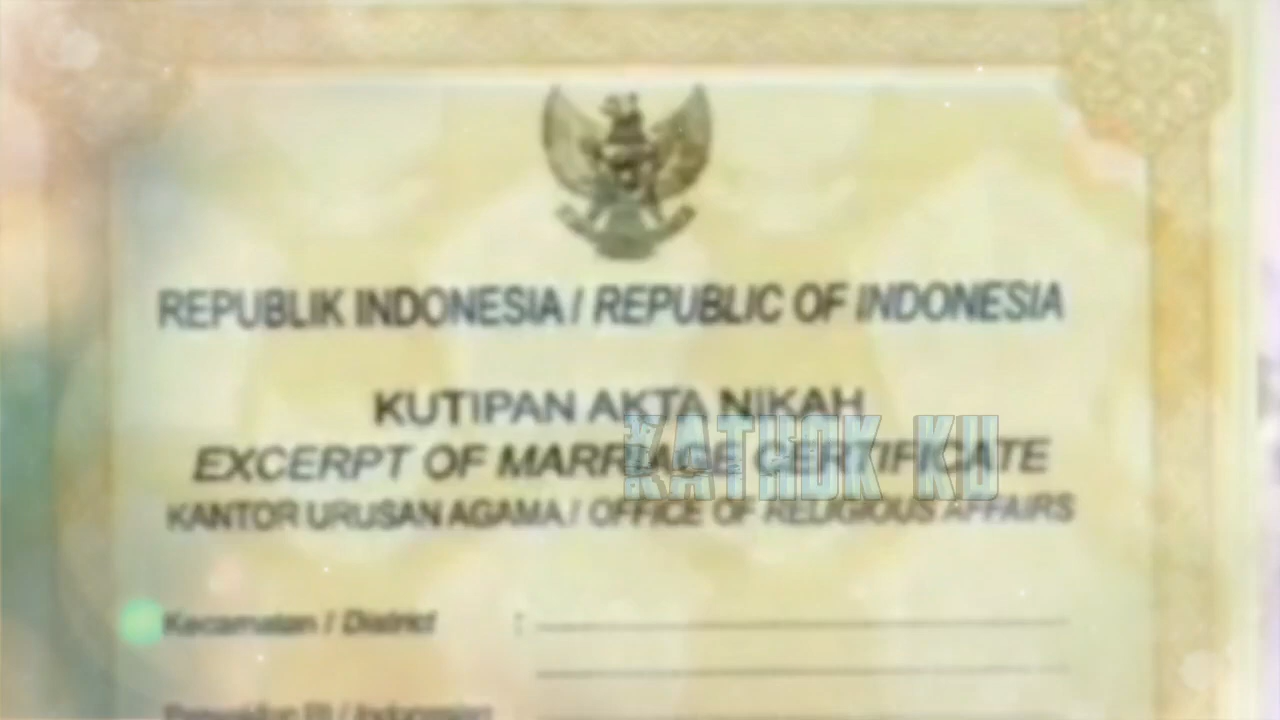 REPUBLIK INDONESIA / REPUBLIC OF INDONESIA
KUTIPAN AKTA NIKAH
KATHOK KU
EXCERPT OF MARRIAGE CERTIFICATE
KANTOR URUSAN AGAMA / OFFICE OF RELIGIOUS AFFAIRS
Kecamatan / District :